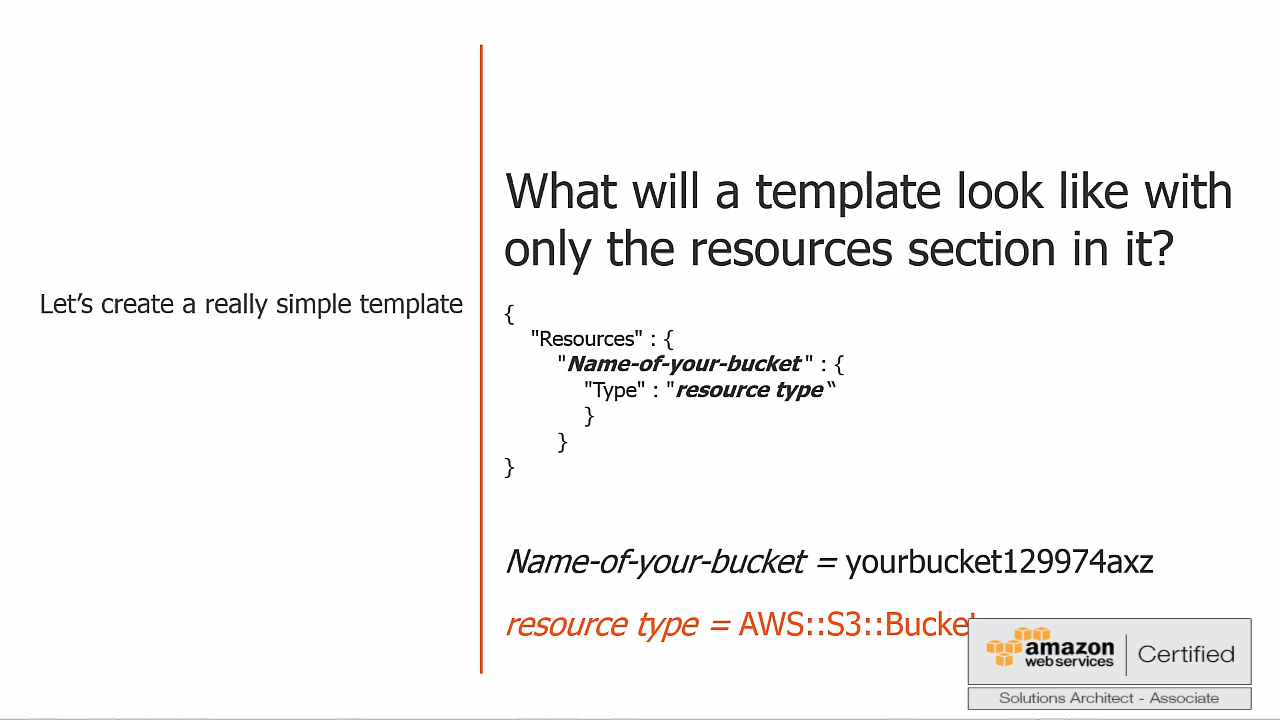 Let’s create a really simple template
What will a template look like with
only the resources section in it?
{
"Resources" : {
"Name-of-your-bucket" : {
"Type" : "resource type“
}
}
}
Name-of-your-bucket = yourbucket129974axz
resource type = AWS::S3::Bucket
amazon
web services
Certified
Solutions Architect - Associate